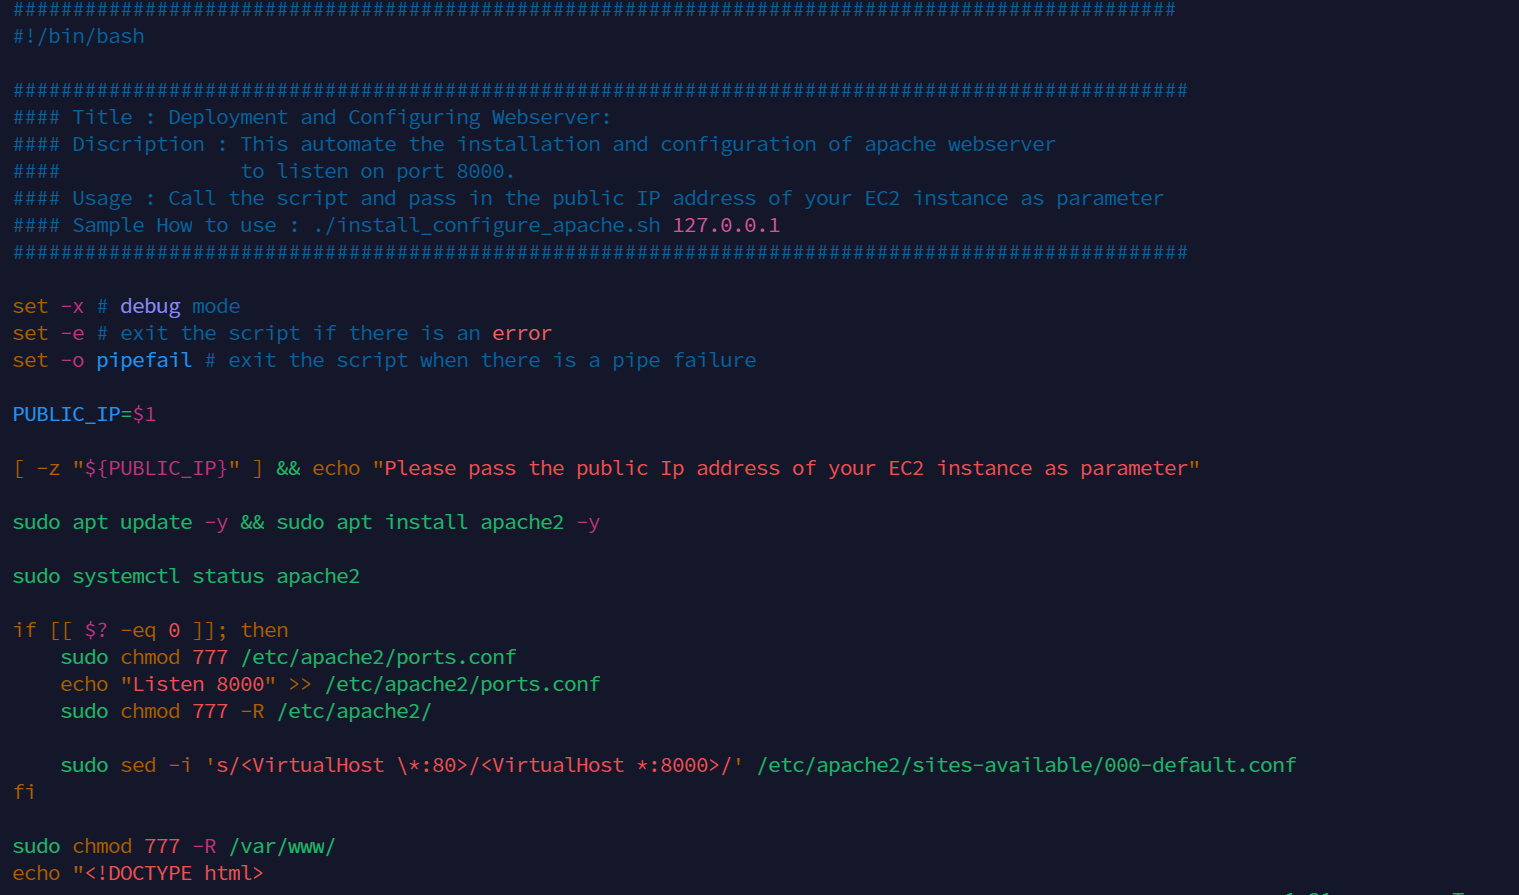 #################################################################################################
#!/bin/bash
##################################################################################################
#### Title : Deployment and Configuring Webserver:
#### Discription : This automate the installation and configuration of apache webserver
####               to listen on port 8000.
#### Usage : Call the script and pass in the public IP address of your EC2 instance as parameter
#### Sample How to use : ./install_configure_apache.sh 127.0.0.1
##################################################################################################
set -x # debug mode
set -e # exit the script if there is an error
set -o pipefail # exit the script when there is a pipe failure
PUBLIC_IP=$1
[ -z "${PUBLIC_IP}" ] && echo "Please pass the public Ip address of your EC2 instance as parameter"
sudo apt update -y && sudo apt install apache2 -y
sudo systemctl status apache2
if [[ $? -eq 0 ]]; then
    sudo chmod 777 /etc/apache2/ports.conf
    echo "Listen 8000" >> /etc/apache2/ports.conf
    sudo chmod 777 -R /etc/apache2/
    sudo sed -i 's/<VirtualHost \*:80>/<VirtualHost *:8000>/' /etc/apache2/sites-available/000-default.conf
fi
sudo chmod 777 -R /var/www/
echo "<!DOCTYPE html>